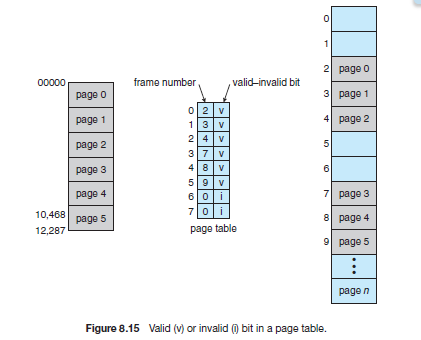 00000
page 0
page 1
page 2
page 3
page 4
10,468
page 5
12,287
frame number
valid–invalid bit
0 2 v
1 3 v
2 4 v
3 7 v
4 8 v
5 9 v
6 0 i
7 0 i
page table
0
1
2 page 0
3 page 1
4 page 2
5
6
7 page 3
8 page 4
9 page 5
page n
Figure 8.15 Valid (v) or invalid (i) bit in a page table.